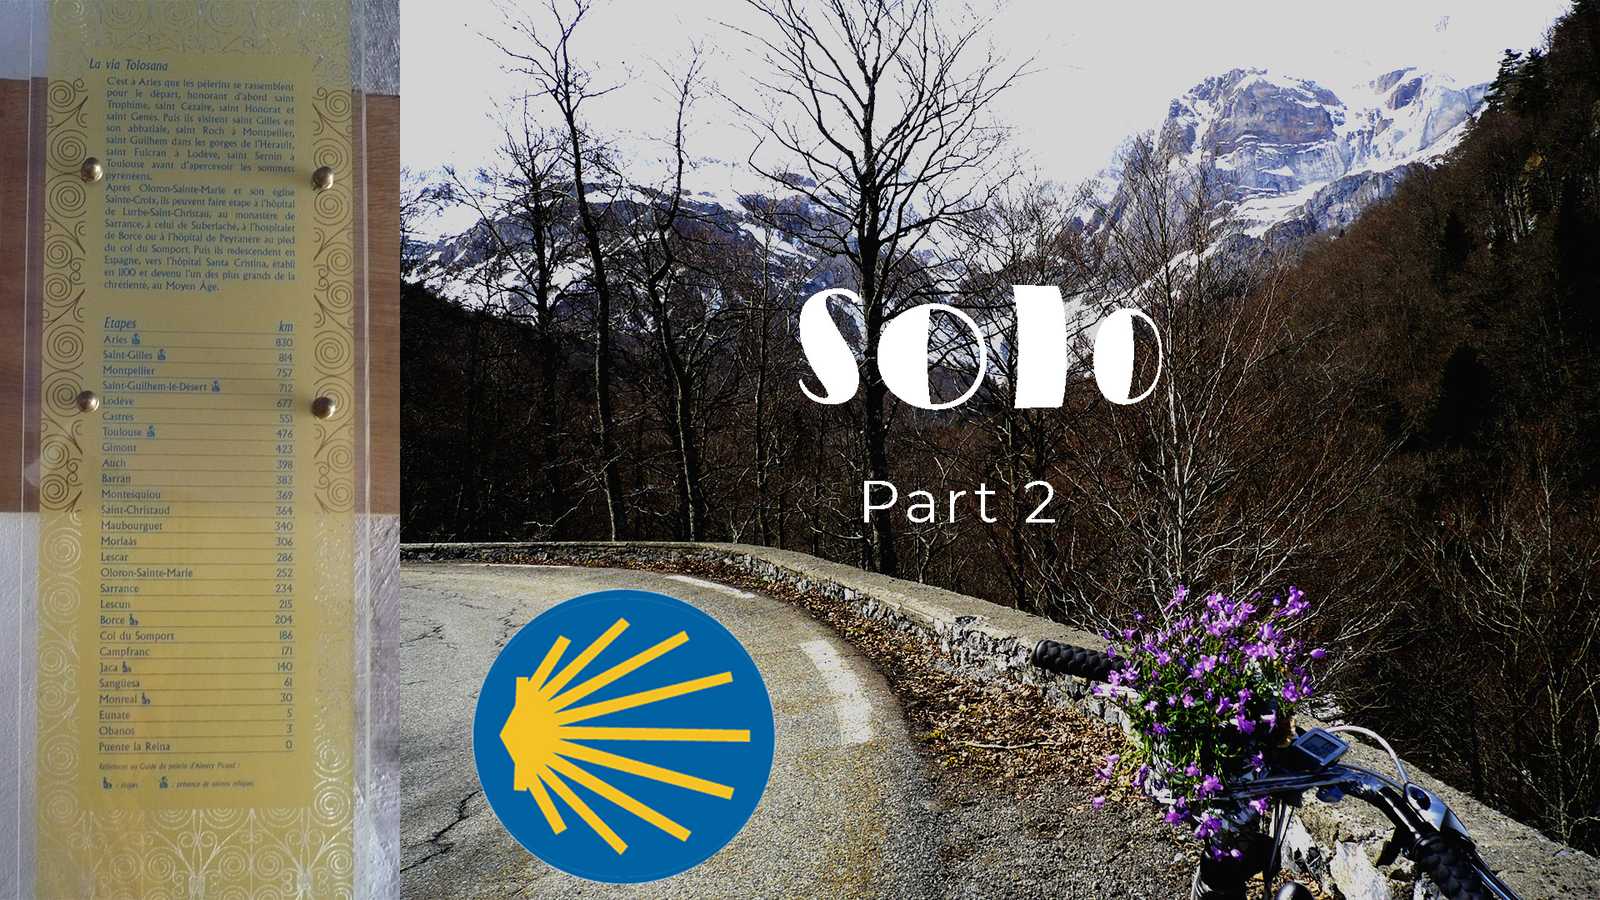 La via Tolosana
C'est à Arles que les pèlerins se rassemblent
pour le départ, honorant d'abord saint
Trophime, saint Cézaire, saint Honorat et
saint Genès. Puis ils visitent saint Gilles en
son abbatiale, saint Roch à Montpellier,
saint Guilhem dans les gorges de l'Hérault,
saint Fulcran à Lodève, saint Sernin à
Toulouse avant d'apercevoir les sommets
pyrénéens.
Après Oloron-Sainte-Marie et son église
Sainte-Croix, ils peuvent faire étape à l'hôpital
de Lurbe-Saint-Christau, au monastère de
Sarrance, à celui de Suberlaché, à l'hospitalet
de Borce ou à l'hôpital de Peyranère au pied
du col du Somport. Puis ils redescendent en
Espagne, vers l'hôpital Santa Cristina, établi
en 1100 et devenu l'un des plus grands de la
chrétienté, au Moyen Âge.
Etapes km
Arles 830
Saint-Gilles 814
Montpellier 757
Saint-Guilhem-le-Désert 712
Lodève 677
Castres 551
Toulouse 476
Gimont 423
Auch 398
Barran 383
Montesquiou 369
Saint-Christaud 364
Maubourguet 340
Morlaàs 306
Lescar 286
Oloron-Sainte-Marie 252
Sarrance 234
Lescun 215
Borce 204
Col du Somport 186
Campfranc 171
Jaca 140
Sangüesa 61
Monreal 30
Eunate 5
Obanos 3
Puente la Reina 0
Références au Guide du pèlerin d'Aimery Picaud :
: étapes : présence de saintes reliques
Solo
Part 2